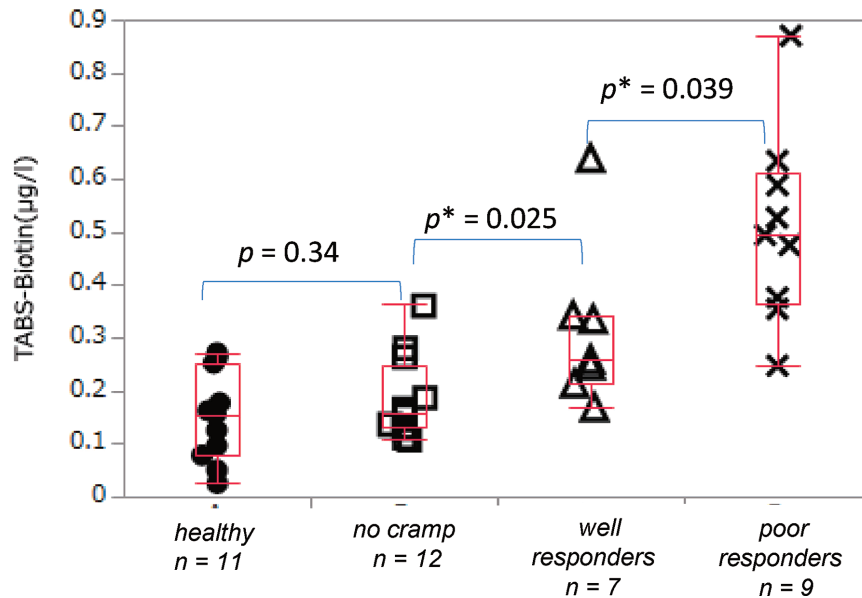 0.9
0.8
0.7
0.6
0.5
0.4
0.3
0.2
0.1
0
TABS-Biotin(µg/l)
p* = 0.039
p* = 0.025
p = 0.34
healthy
n = 11
no cramp
n = 12
well
responders
n = 7
poor
responders
n = 9